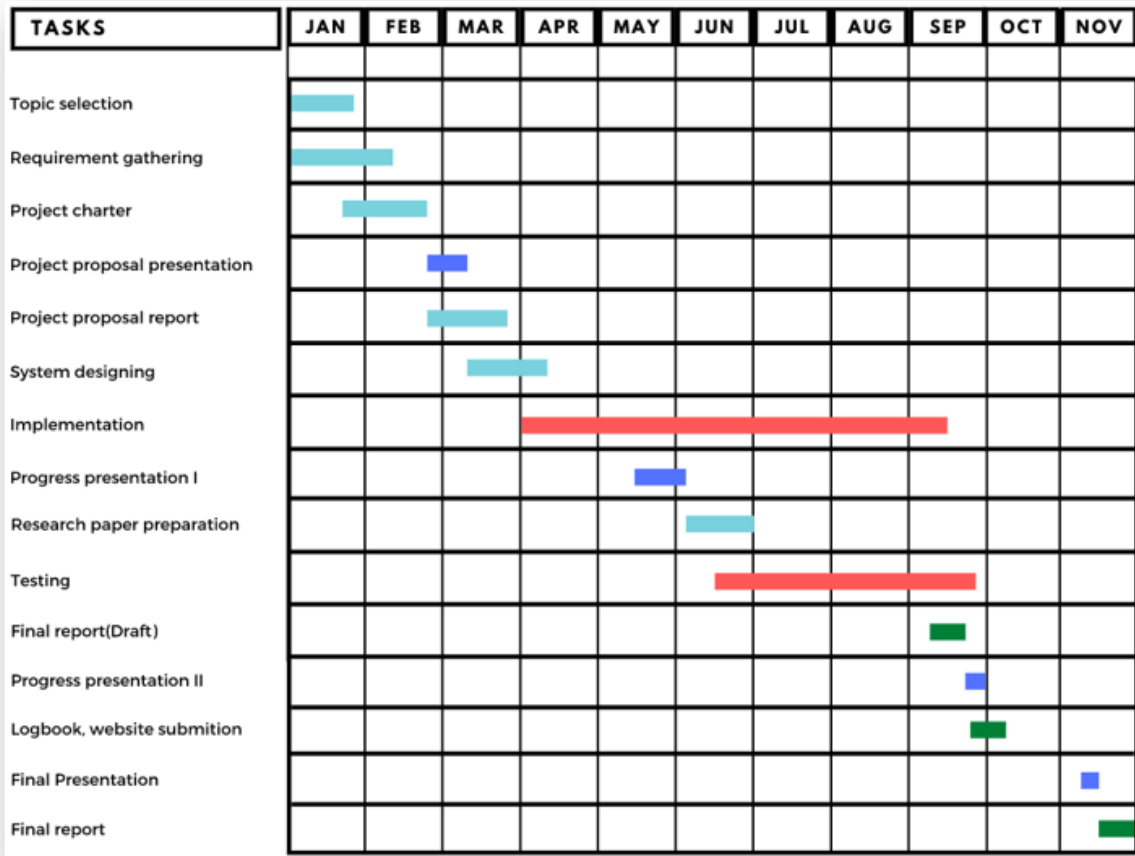 TASKS JAN FEB MAR APR MAY JUN JUL AUG SEP OCT NOV
Topic selection
Requirement gathering
Project charter
Project proposal presentation
Project proposal report
System designing
Implementation
Progress presentation I
Research paper preparation
Testing
Final report(Draft)
Progress presentation II
Logbook, website submition
Final Presentation
Final report